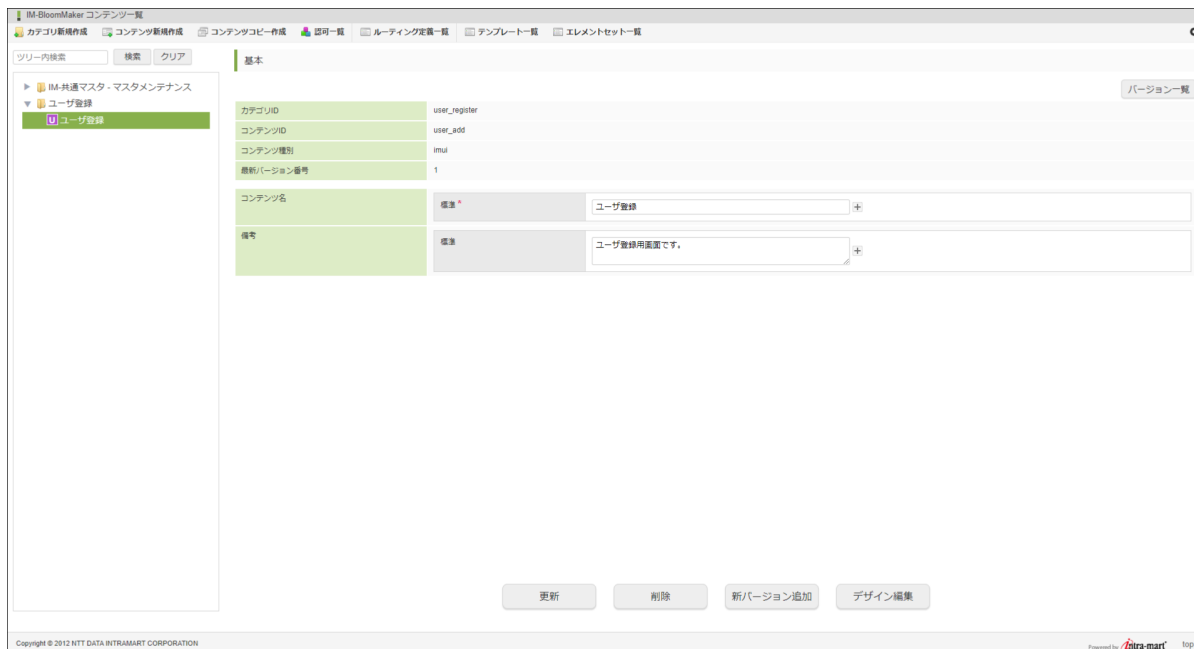 IM-BloomMaker コンテンツ一覧
カテゴリ新規作成 コンテンツ新規作成 コンテンツコピー作成 認可一覧 ルーティング定義一覧 テンプレート一覧 エレメントセット一覧
ツリー内検索 検索 クリア
基本
IM-共通マスタ - マスタメンテナンス
バージョン一覧
ユーザ登録
U ユーザ登録
カテゴリID user_register
コンテンツID user_add
コンテンツ種別 imui
最新バージョン番号 1
コンテンツ名 標準 * ユーザ登録
備考 標準 ユーザ登録用画面です。
更新 削除 新バージョン追加 デザイン編集
Copyright © 2012 NTT DATA INTRAMART CORPORATION
Powered by intra-mart top